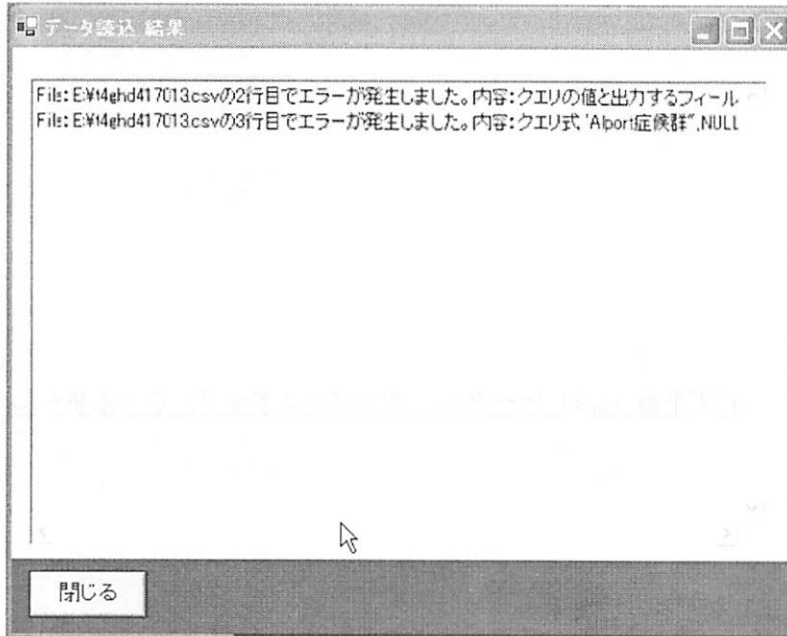 データ読込 結果
File: E:¥t4ghd417013.csvの2行目でエラーが発生しました。内容:クエリの値と出力するフィール
File: E:¥t4ghd417013.csvの3行目でエラーが発生しました。内容:クエリ式 'Alport症候群",NULL
閉じる